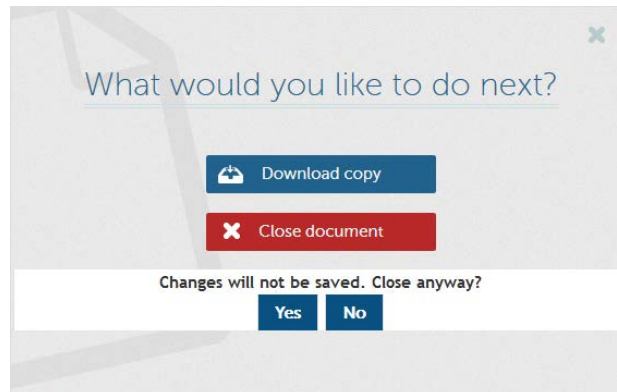 What would you like to do next?
Download copy
Close document
Changes will not be saved. Close anyway?
Yes No